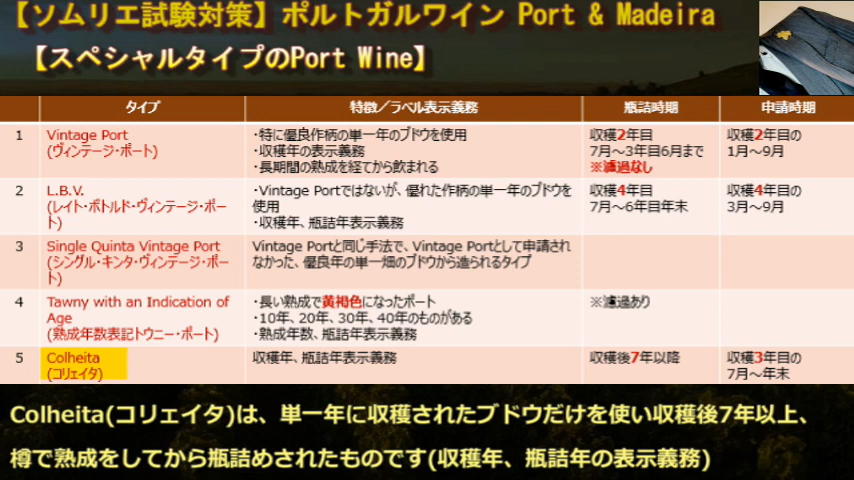 【ソムリエ試験対策】ポルトガルワイン Port & Madeira
【スペシャルタイプのPort Wine】
タイプ 特徴／ラベル表示義務 瓶詰時期 申請時期
1 Vintage Port
(ヴィンテージ・ポート)
・特に優良作柄の単一年のブドウを使用
・収穫年の表示義務
・長期間の熟成を経てから飲まれる
収穫2年目
7月～3年目6月まで
※濾過なし
収穫2年目の
1月～9月
2 L.B.V.
(レイト・ボトルド・ヴィンテージ・ポー
ト)
・Vintage Portではないが、優れた作柄の単一年のブドウを
使用
・収穫年、瓶詰年表示義務
収穫4年目
7月～6年目年末
収穫4年目の
3月～9月
3 Single Quinta Vintage Port
(シングル・キンタ・ヴィンテージ・ポー
ト)
Vintage Portと同じ手法で、Vintage Portとして申請され
なかった、優良年の単一畑のブドウから造られるタイプ
4 Tawny with an Indication of
Age
(熟成年数表記トウニー・ポート)
・長い熟成で黄褐色になったポート
・10年、20年、30年、40年のものがある
・熟成年数、瓶詰年表示義務
※濾過あり
5 Colheita
(コリェイタ)
収穫年、瓶詰年表示義務
収穫後7年以降
収穫3年目の
7月～年末
Colheita(コリェイタ)は、単一年に収穫されたブドウだけを使い収穫後7年以上、
樽で熟成をしてから瓶詰めされたものです(収穫年、瓶詰年の表示義務)